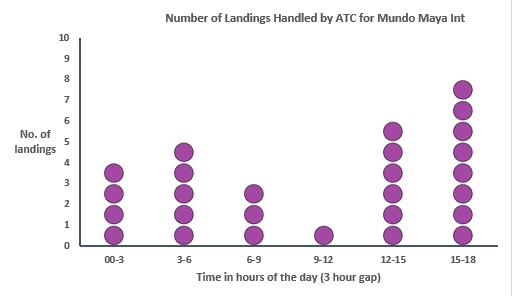 Number of Landings Handled by ATC for Mundo Maya Int
10
9
8
7
6
5
4
3
2
1
0
No. of
landings
00-3 3-6 6-9 9-12 12-15 15-18
Time in hours of the day (3 hour gap)